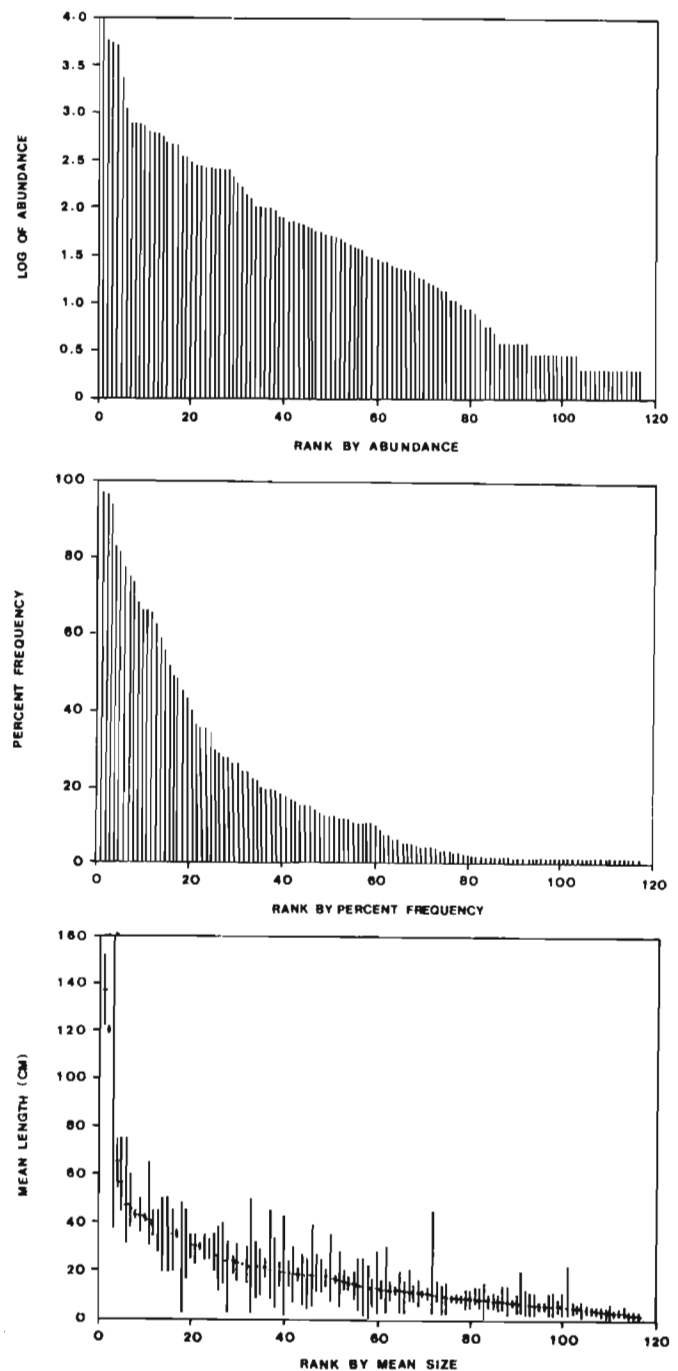 4.0
3.5
3.0
2.5
2.0
1.5
1.0
0.5
0
LOG OF ABUNDANCE
0 20 40 60 80 100 120
RANK BY ABUNDANCE
100
80
60
40
20
0
PERCENT FREQUENCY
0 20 40 60 80 100 120
RANK BY PERCENT FREQUENCY
160
140
120
100
80
60
40
20
0
MEAN LENGTH (CM)
0 20 40 60 80 100 120
RANK BY MEAN SIZE